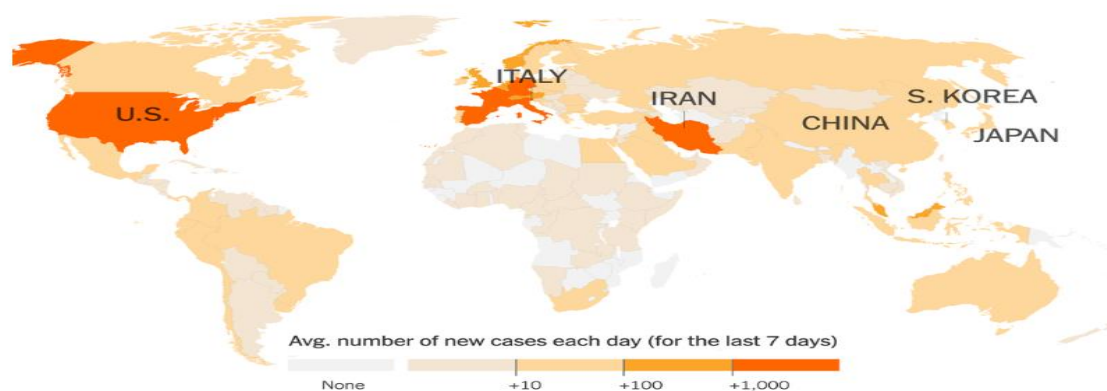 ITALY
U.S.
IRAN
S. KOREA
CHINA
JAPAN
Avg. number of new cases each day (for the last 7 days)
None +10 +100 +1,000